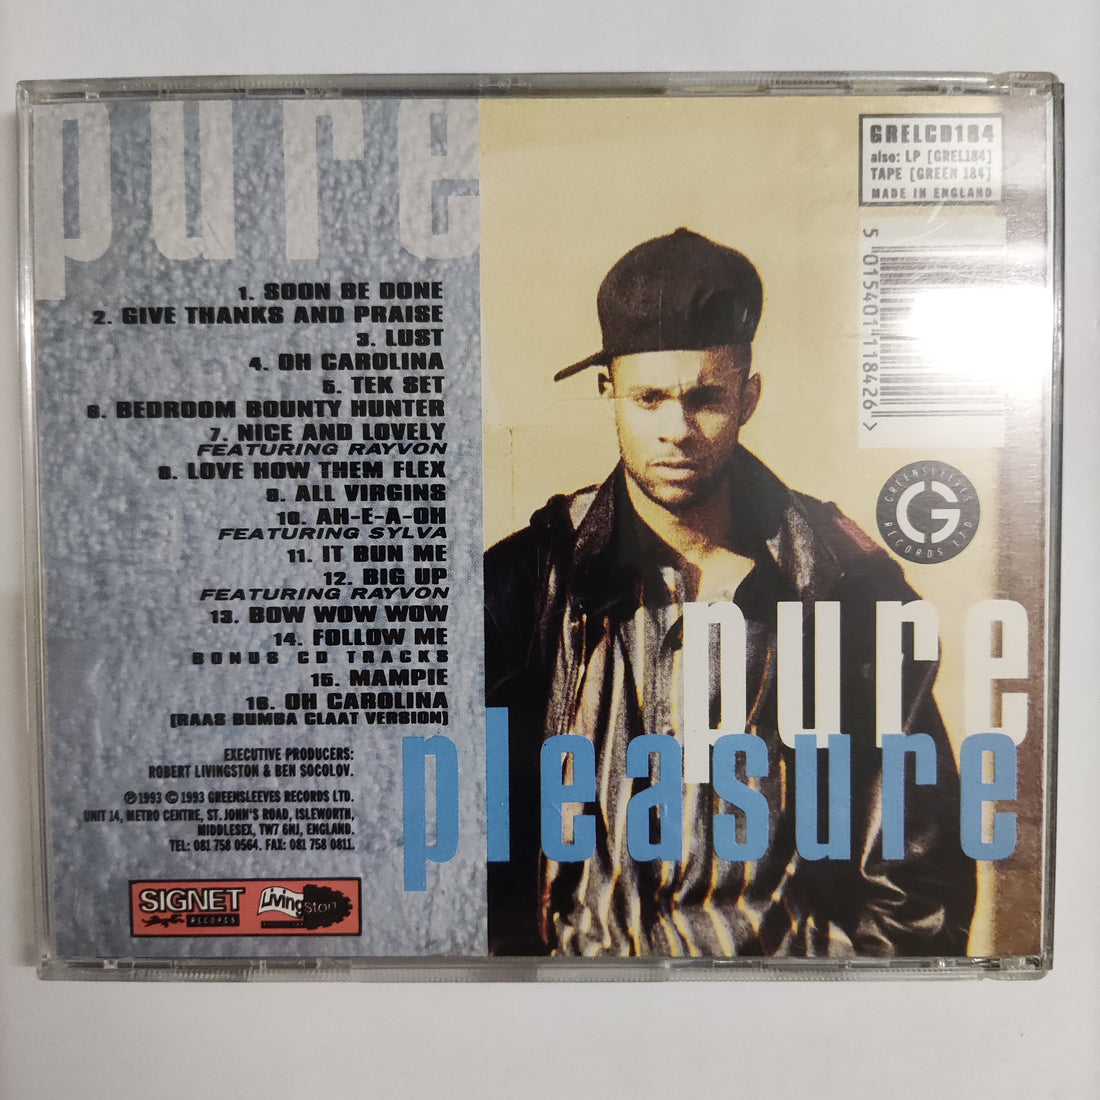 pure
1. SOON BE DONE
2. GIVE THANKS AND PRAISE
3. LUST
4. OH CAROLINA
5. TEK SET
6. BEDROOM BOUNTY HUNTER
7. NICE AND LOVELY
FEATURING RAYVON
8. LOVE HOW THEM FLEX
9. ALL VIRGINS
10. AH-E-A-OH
FEATURING SYLVA
11. IT BUN ME
12. BIG UP
FEATURING RAYVON
13. BOW WOW WOW
14. FOLLOW ME
BONUS CD TRACKS
15. MAMPIE
16. OH CAROLINA
[RAAS BUMBA CLAAT VERSION]
EXECUTIVE PRODUCERS:
ROBERT LIVINGSTON & BEN SOCOLOV.
℗ 1993 © 1993 GREENSLEEVES RECORDS LTD.
UNIT 14, METRO CENTRE, ST. JOHN'S ROAD, ISLEWORTH,
MIDDLESEX, TW7 6NJ, ENGLAND.
TEL: 081 758 0564. FAX: 081 758 0811.
SIGNET
RECORDS
Livingston
GRELCD184
also: LP [GREL184]
TAPE [GREEN 184]
MADE IN ENGLAND
5 015401 118426 >
GREENSLEEVES
G
RECORDS LTD
pure
pleasure